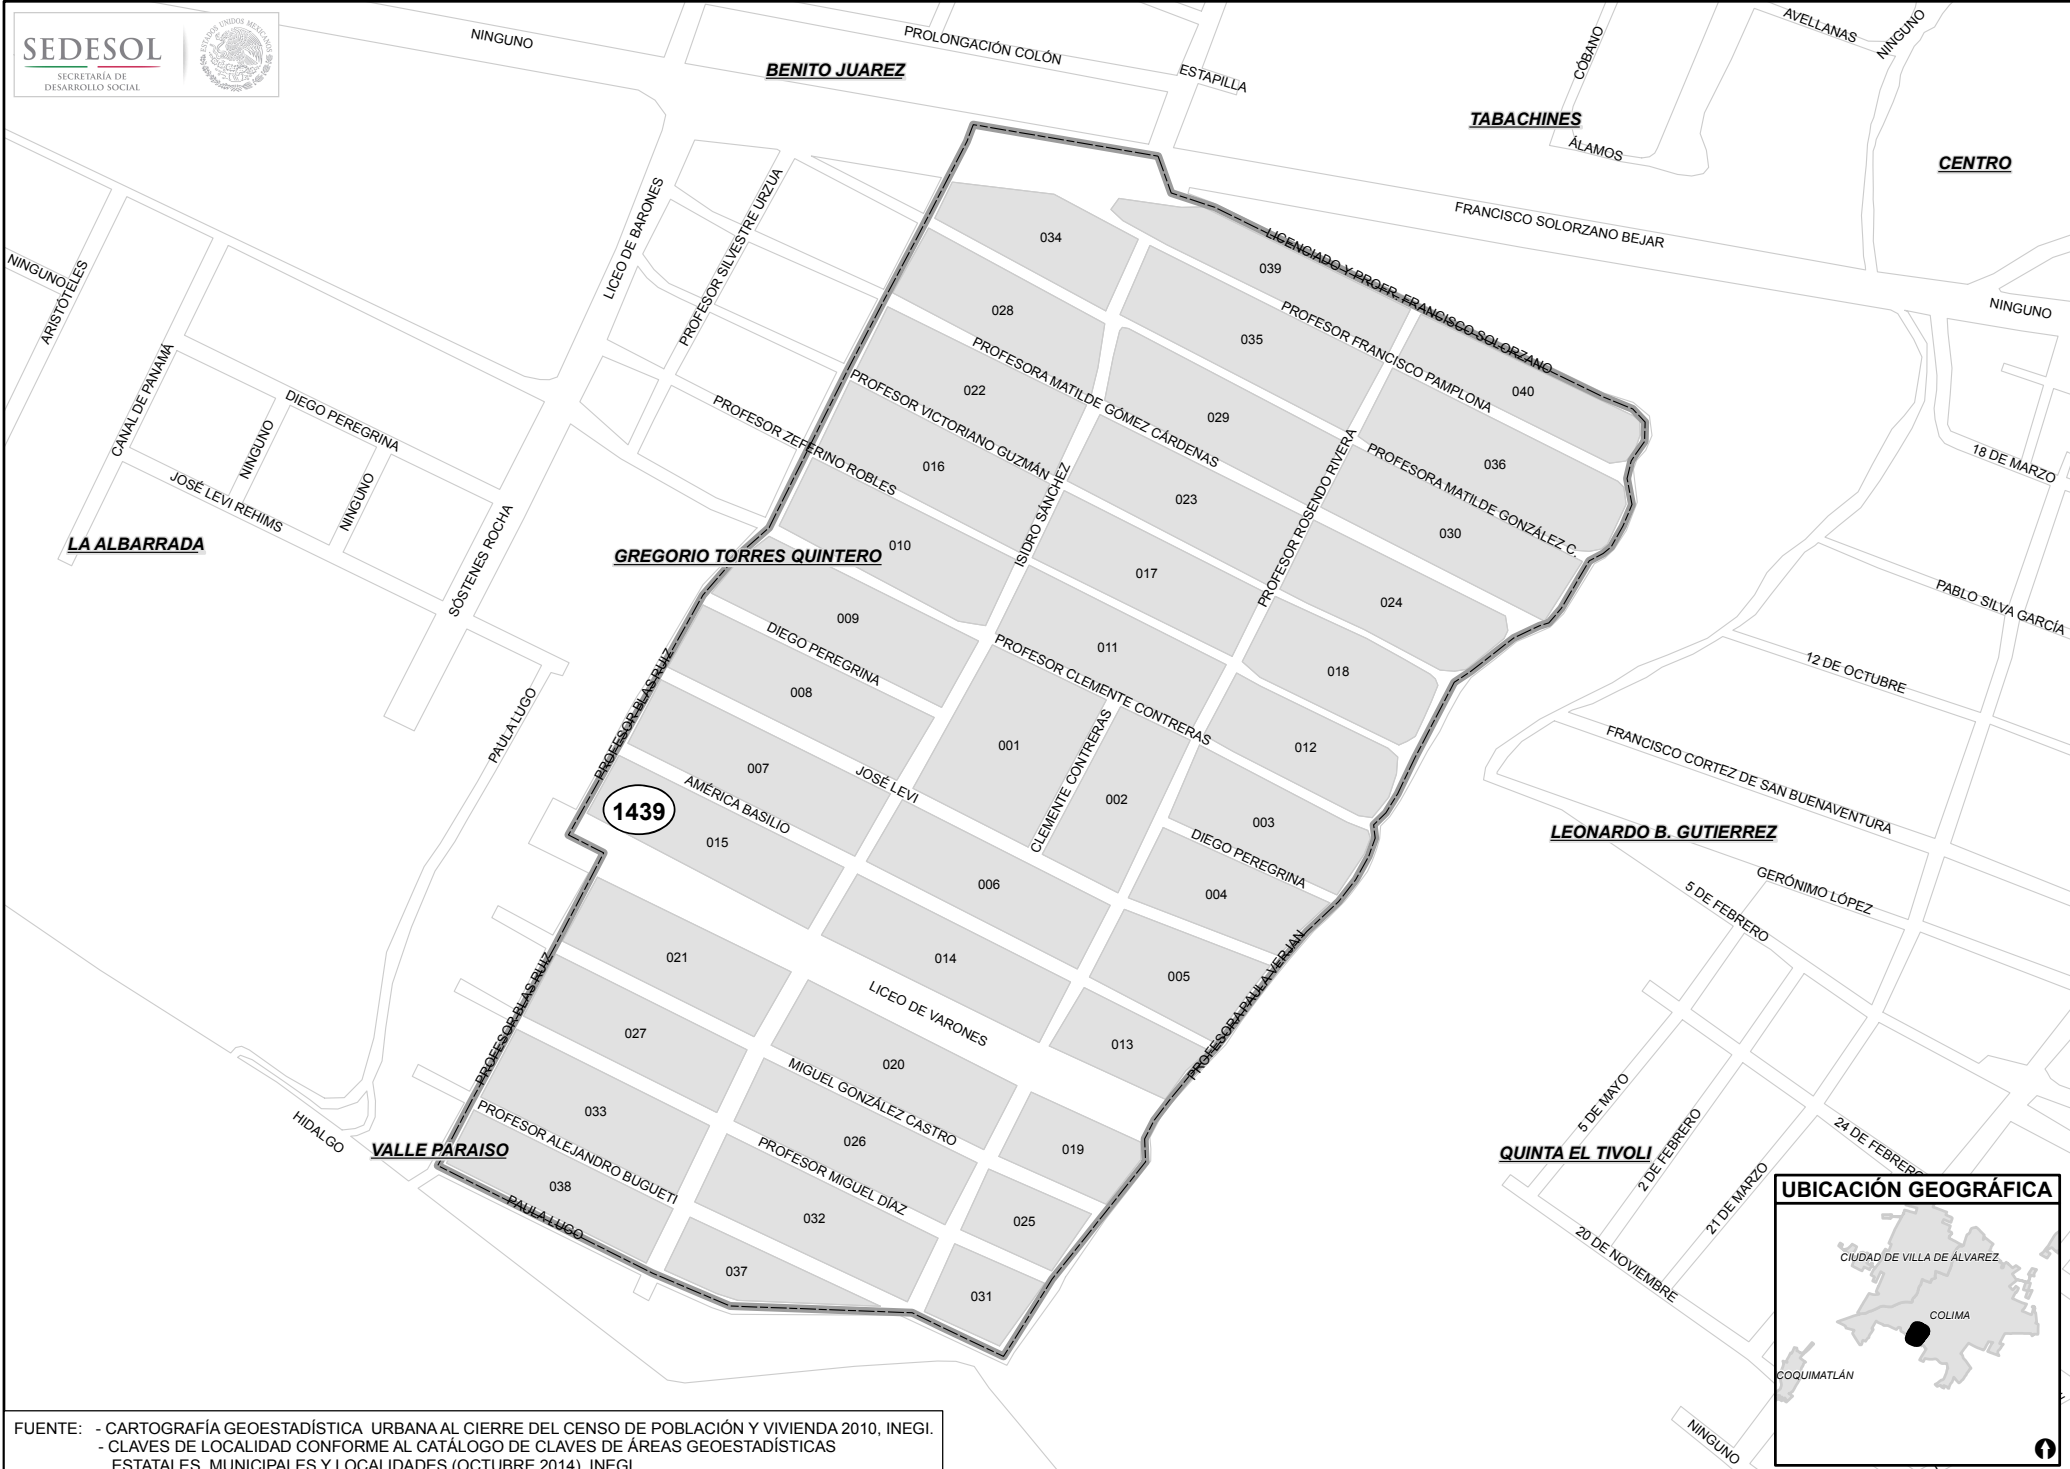 SEDESOL
SECRETARÍA DE
DESARROLLO SOCIAL
ESTADOS UNIDOS MEXICANOS
NINGUNO
BENITO JUAREZ
PROLONGACIÓN COLÓN
ESTAPILLA
CÓBANO
AVELLANAS
NINGUNO
TABACHINES
ÁLAMOS
CENTRO
FRANCISCO SOLORZANO BEJAR
NINGUNO
LICEO DE BARONES
PROFESOR SILVESTRE URZUA
NINGUNO
ARISTÓTELES
CANAL DE PANAMÁ
DIEGO PEREGRINA
NINGUNO
NINGUNO
JOSÉ LEVI REHIMS
LA ALBARRADA
SÓSTENES ROCHA
PAULA LUGO
GREGORIO TORRES QUINTERO
LICENCIADO Y PROFR. FRANCISCO SOLORZANO
034
039
028
035
PROFESOR FRANCISCO PAMPLONA
040
PROFESORA MATILDE GÓMEZ CÁRDENAS
022
029
PROFESOR VICTORIANO GUZMÁN
PROFESOR ZEFERINO ROBLES
016
ISIDRO SÁNCHEZ
023
PROFESOR ROSENDO RIVERA
036
PROFESORA MATILDE GONZÁLEZ C.
030
010
017
024
009
DIEGO PEREGRINA
011
PROFESOR CLEMENTE CONTRERAS
018
008
PROFESOR BLAS RUIZ
001
CLEMENTE CONTRERAS
002
012
007
JOSÉ LEVI
AMÉRICA BASILIO
1439
015
003
DIEGO PEREGRINA
006
004
014
005
021
LICEO DE VARONES
PROFESORA PAULA VERJAN
PROFESOR BLAS RUIZ
027
013
020
MIGUEL GONZÁLEZ CASTRO
033
PROFESOR ALEJANDRO BUGUETI
026
PROFESOR MIGUEL DÍAZ
019
038
PAULA LUGO
032
025
037
031
HIDALGO
VALLE PARAISO
18 DE MARZO
PABLO SILVA GARCÍA
12 DE OCTUBRE
FRANCISCO CORTEZ DE SAN BUENAVENTURA
LEONARDO B. GUTIERREZ
GERÓNIMO LÓPEZ
5 DE FEBRERO
5 DE MAYO
2 DE FEBRERO
21 DE MARZO
24 DE FEBRERO
QUINTA EL TIVOLI
20 DE NOVIEMBRE
NINGUNO
UBICACIÓN GEOGRÁFICA
CIUDAD DE VILLA DE ÁLVAREZ
COLIMA
COQUIMATLÁN
FUENTE: - CARTOGRAFÍA GEOESTADÍSTICA URBANA AL CIERRE DEL CENSO DE POBLACIÓN Y VIVIENDA 2010, INEGI.
- CLAVES DE LOCALIDAD CONFORME AL CATÁLOGO DE CLAVES DE ÁREAS GEOESTADÍSTICAS
ESTATALES, MUNICIPALES Y LOCALIDADES (OCTUBRE 2014), INEGI